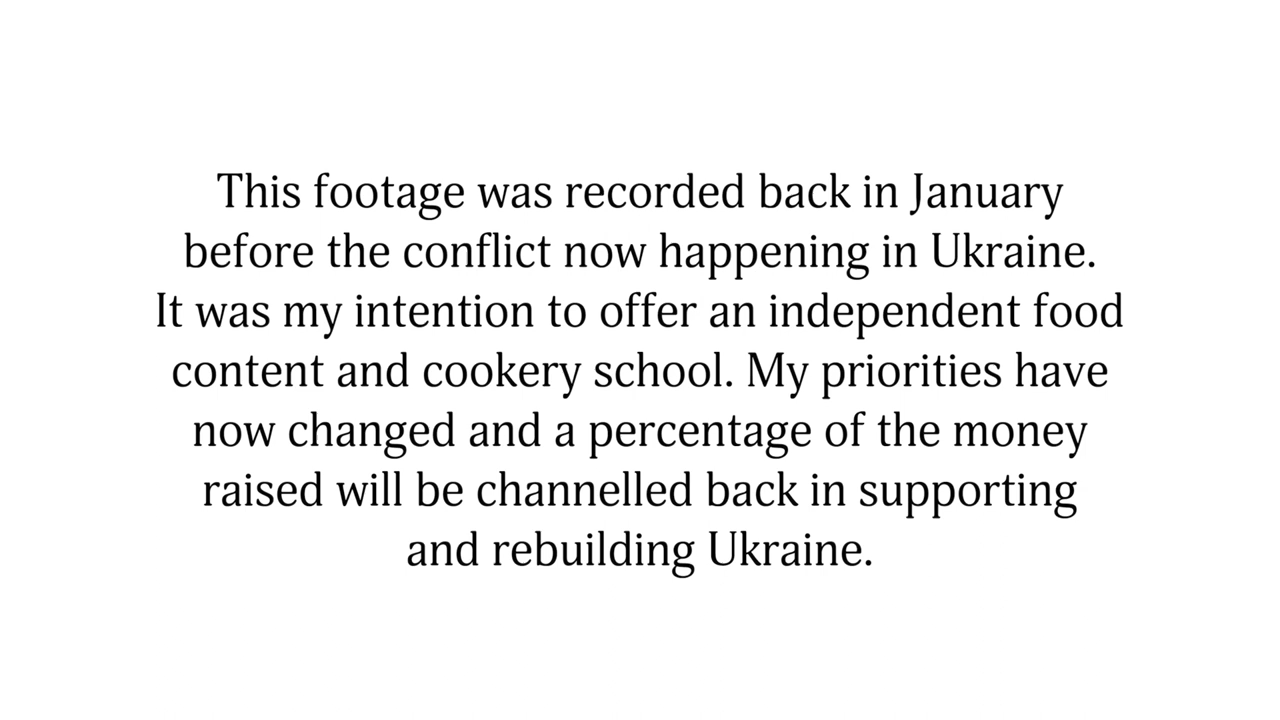 This footage was recorded back in January
before the conflict now happening in Ukraine.
It was my intention to offer an independent food
content and cookery school. My priorities have
now changed and a percentage of the money
raised will be channelled back in supporting
and rebuilding Ukraine.